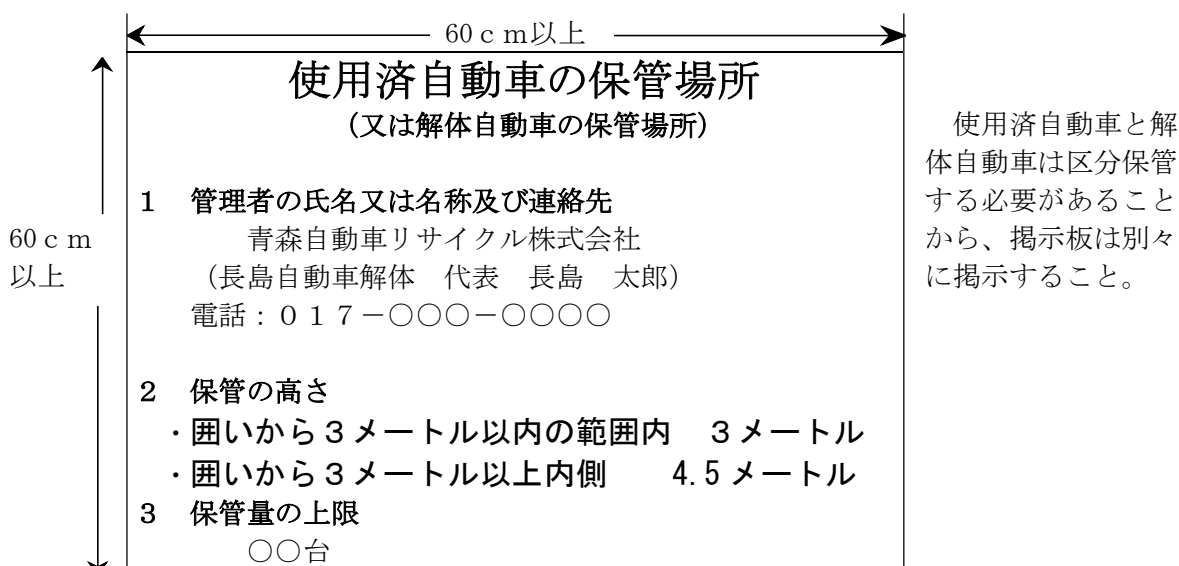 60ｃｍ以上
使用済自動車の保管場所
（又は解体自動車の保管場所）
１　管理者の氏名又は名称及び連絡先
青森自動車リサイクル株式会社
（長島自動車解体　代表　長島　太郎）
電話：０１７－○○○－○○○○
２　保管の高さ
・囲いから３メートル以内の範囲内　３メートル
・囲いから３メートル以上内側　　4.5メートル
３　保管量の上限
○○台
60ｃｍ
以上
使用済自動車と解
体自動車は区分保管
する必要があること
から、掲示板は別々
に掲示すること。